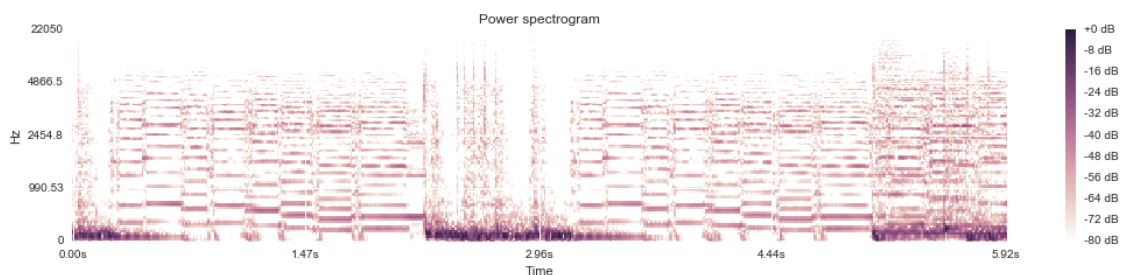 Power spectrogram
22050
4866.5
2454.8
990.53
0
Hz
0.00s
1.47s
2.96s
4.44s
5.92s
Time
+0 dB
-8 dB
-16 dB
-24 dB
-32 dB
-40 dB
-48 dB
-56 dB
-64 dB
-72 dB
-80 dB